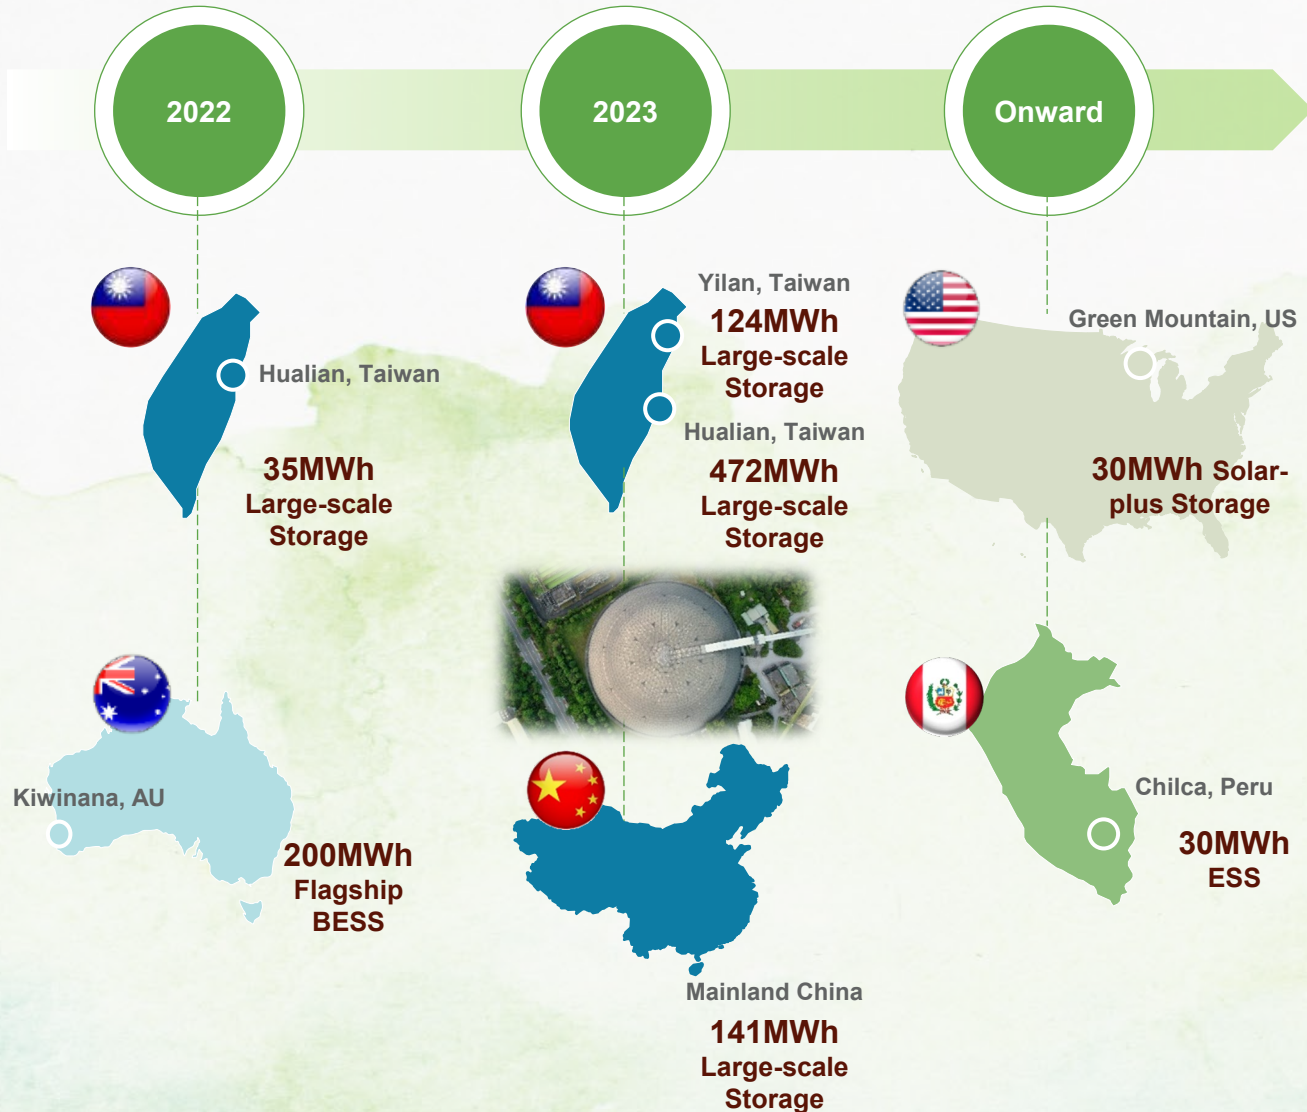 2022
2023
Onward
Hualian, Taiwan
35MWh
Large-scale
Storage
Kiwinana, AU
200MWh
Flagship
BESS
Yilan, Taiwan
124MWh
Large-scale
Storage
Hualian, Taiwan
472MWh
Large-scale
Storage
Mainland China
141MWh
Large-scale
Storage
Green Mountain, US
30MWh Solar-
plus Storage
Chilca, Peru
30MWh
ESS